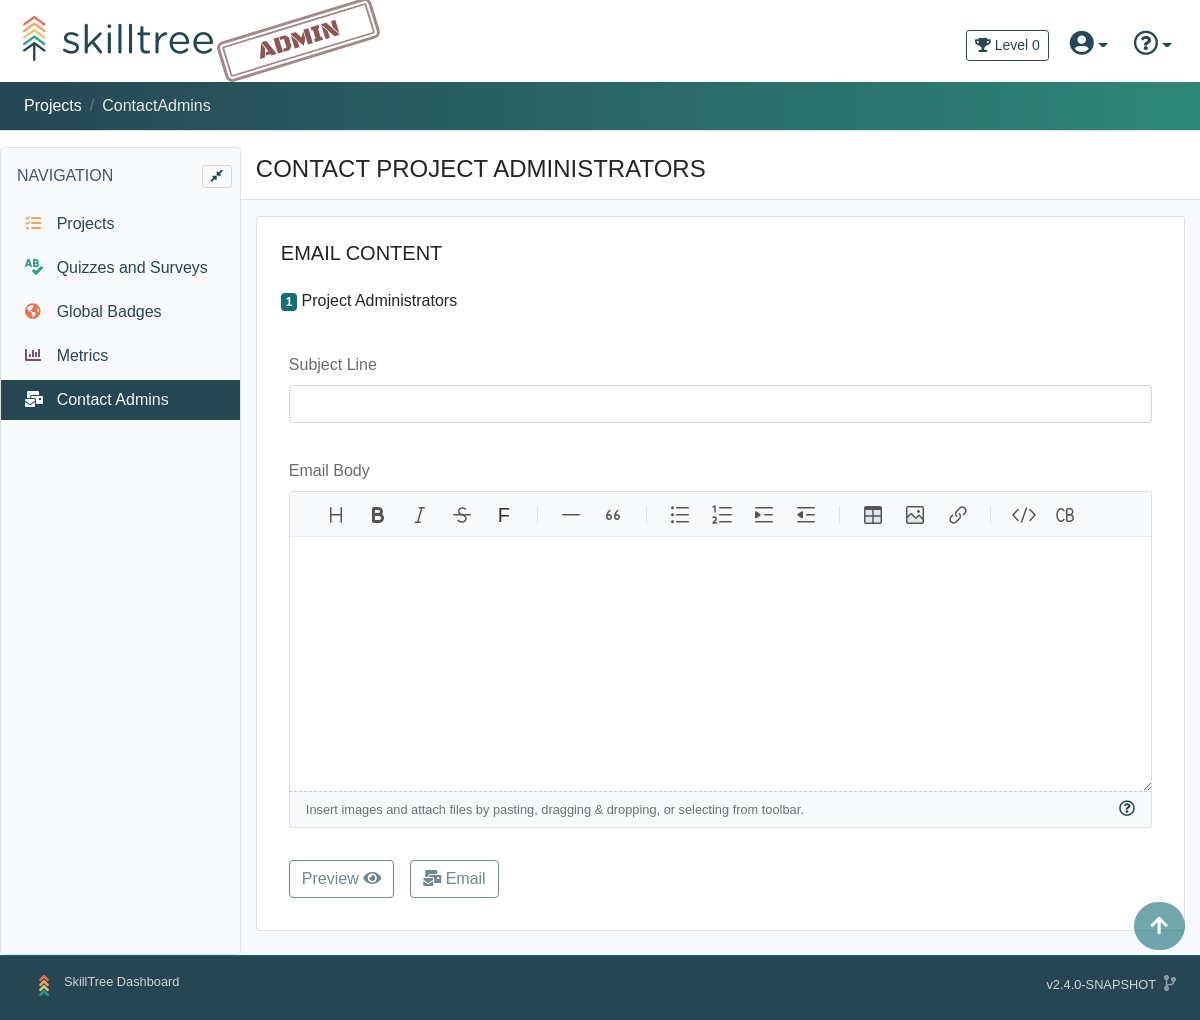 skilltree
ADMIN
Level 0
Projects / ContactAdmins
NAVIGATION
Projects
Quizzes and Surveys
Global Badges
Metrics
Contact Admins
CONTACT PROJECT ADMINISTRATORS
EMAIL CONTENT
1 Project Administrators
Subject Line
Email Body
H B I S F — “ </> CB
Insert images and attach files by pasting, dragging & dropping, or selecting from toolbar.
Preview
Email
SkillTree Dashboard
v2.4.0-SNAPSHOT